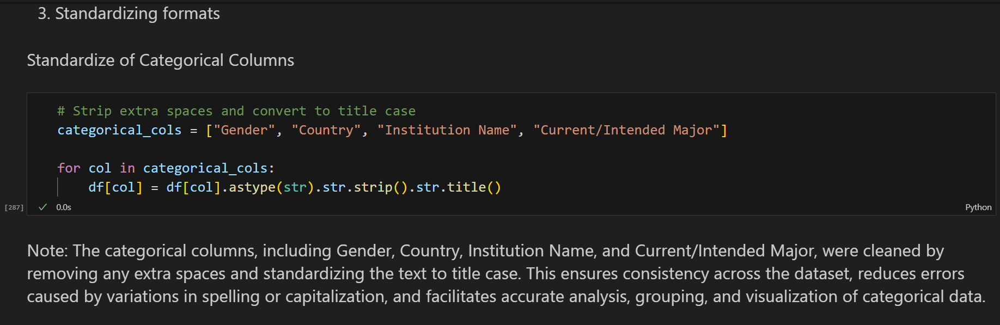 3. Standardizing formats
Standardize of Categorical Columns
# Strip extra spaces and convert to title case
categorical_cols = ["Gender", "Country", "Institution Name", "Current/Intended Major"]
for col in categorical_cols:
    df[col] = df[col].astype(str).str.strip().str.title()
[287] ✓ 0.0s Python
Note: The categorical columns, including Gender, Country, Institution Name, and Current/Intended Major, were cleaned by
removing any extra spaces and standardizing the text to title case. This ensures consistency across the dataset, reduces errors
caused by variations in spelling or capitalization, and facilitates accurate analysis, grouping, and visualization of categorical data.